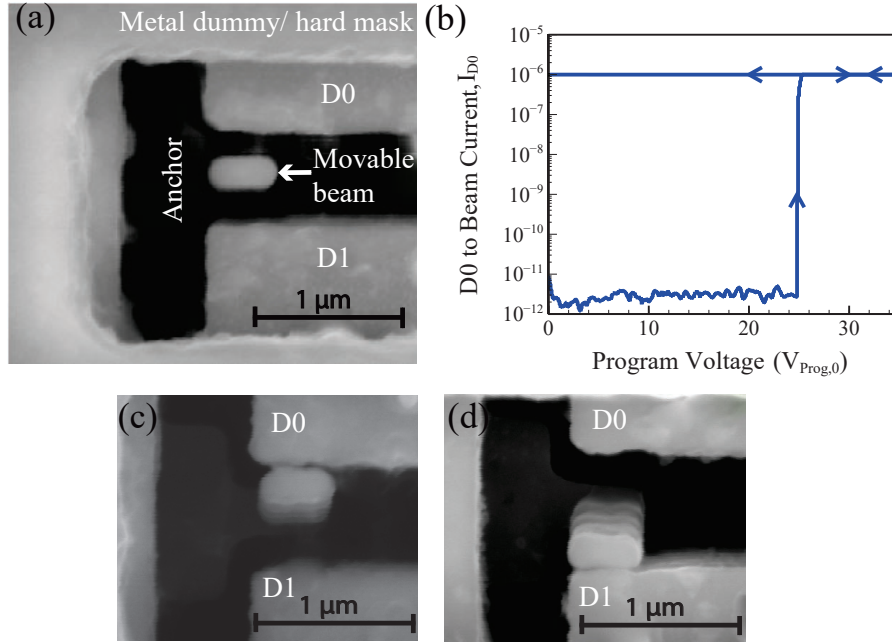 (a)
Metal dummy/ hard mask
D0
Anchor
Movable
beam
D1
1 μm
(b)
D0 to Beam Current, I_D0
10⁻⁵
10⁻⁶
10⁻⁷
10⁻⁸
10⁻⁹
10⁻¹⁰
10⁻¹¹
10⁻¹²
0 10 20 30
Program Voltage (V_Prog,0)
(c)
D0
D1
1 μm
(d)
D0
D1
1 μm